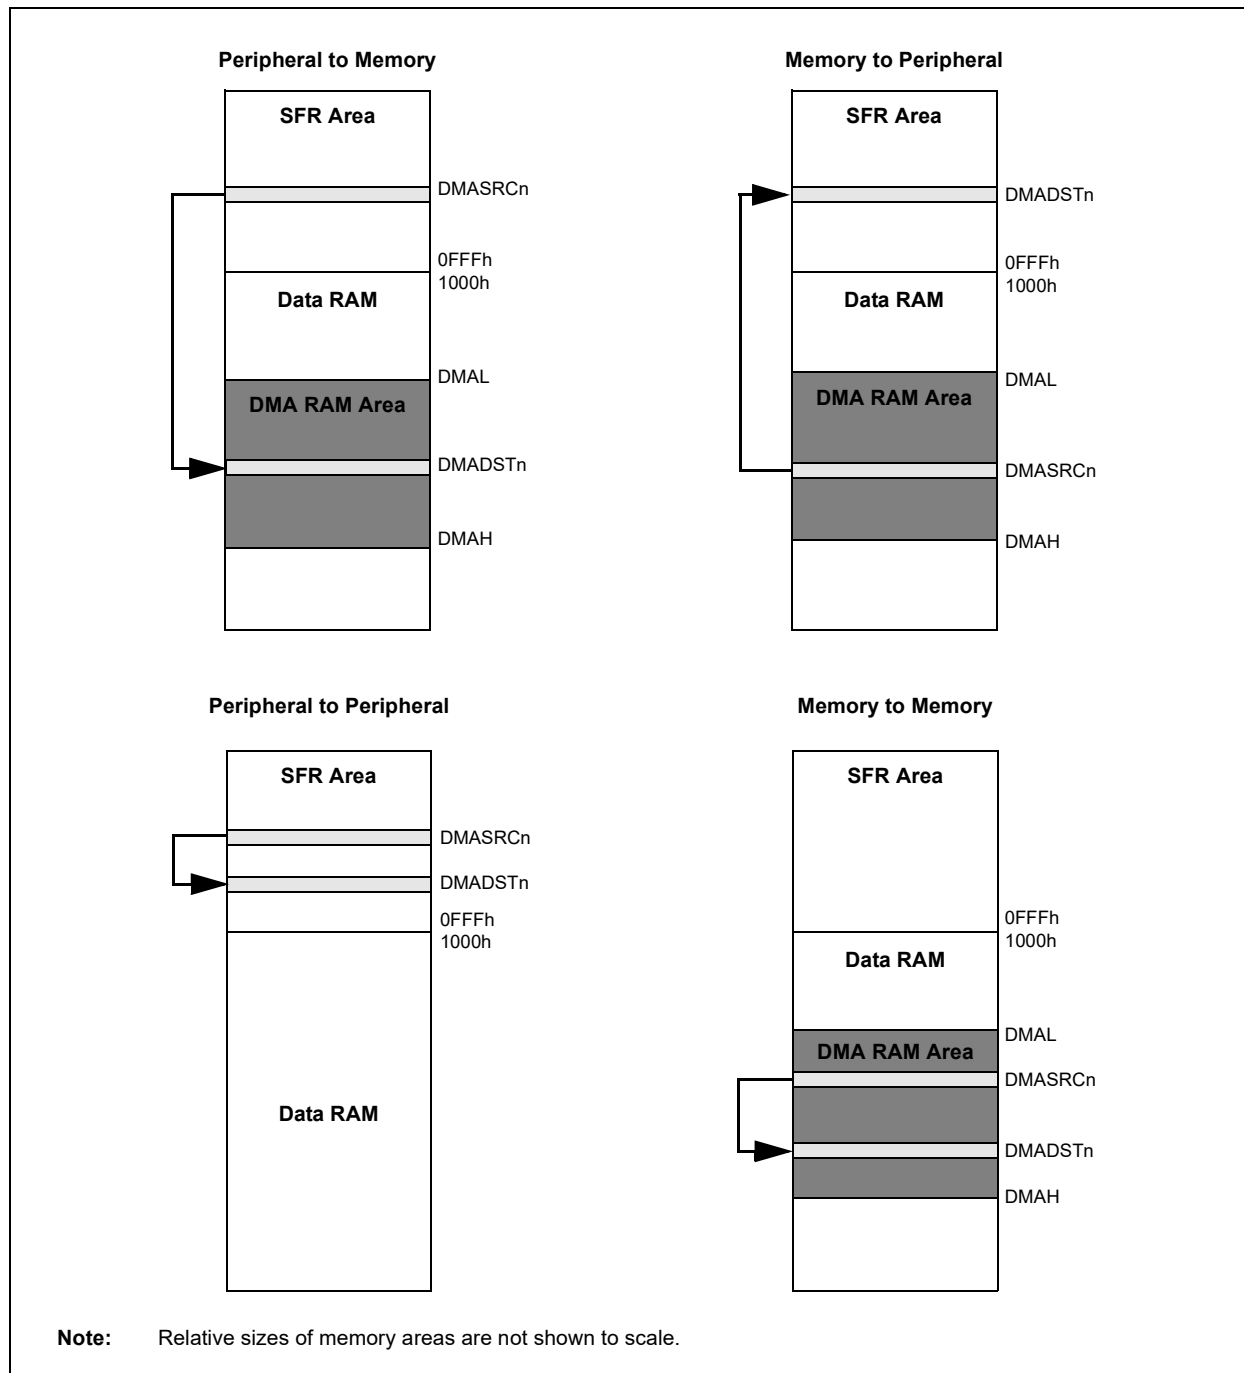 Peripheral to Memory
SFR Area
DMASRCn
0FFFh
1000h
Data RAM
DMAL
DMA RAM Area
DMADSTn
DMAH
Memory to Peripheral
SFR Area
DMADSTn
0FFFh
1000h
Data RAM
DMAL
DMA RAM Area
DMASRCn
DMAH
Peripheral to Peripheral
SFR Area
DMASRCn
DMADSTn
0FFFh
1000h
Data RAM
Memory to Memory
SFR Area
0FFFh
1000h
Data RAM
DMAL
DMA RAM Area
DMASRCn
DMADSTn
DMAH
Note: Relative sizes of memory areas are not shown to scale.